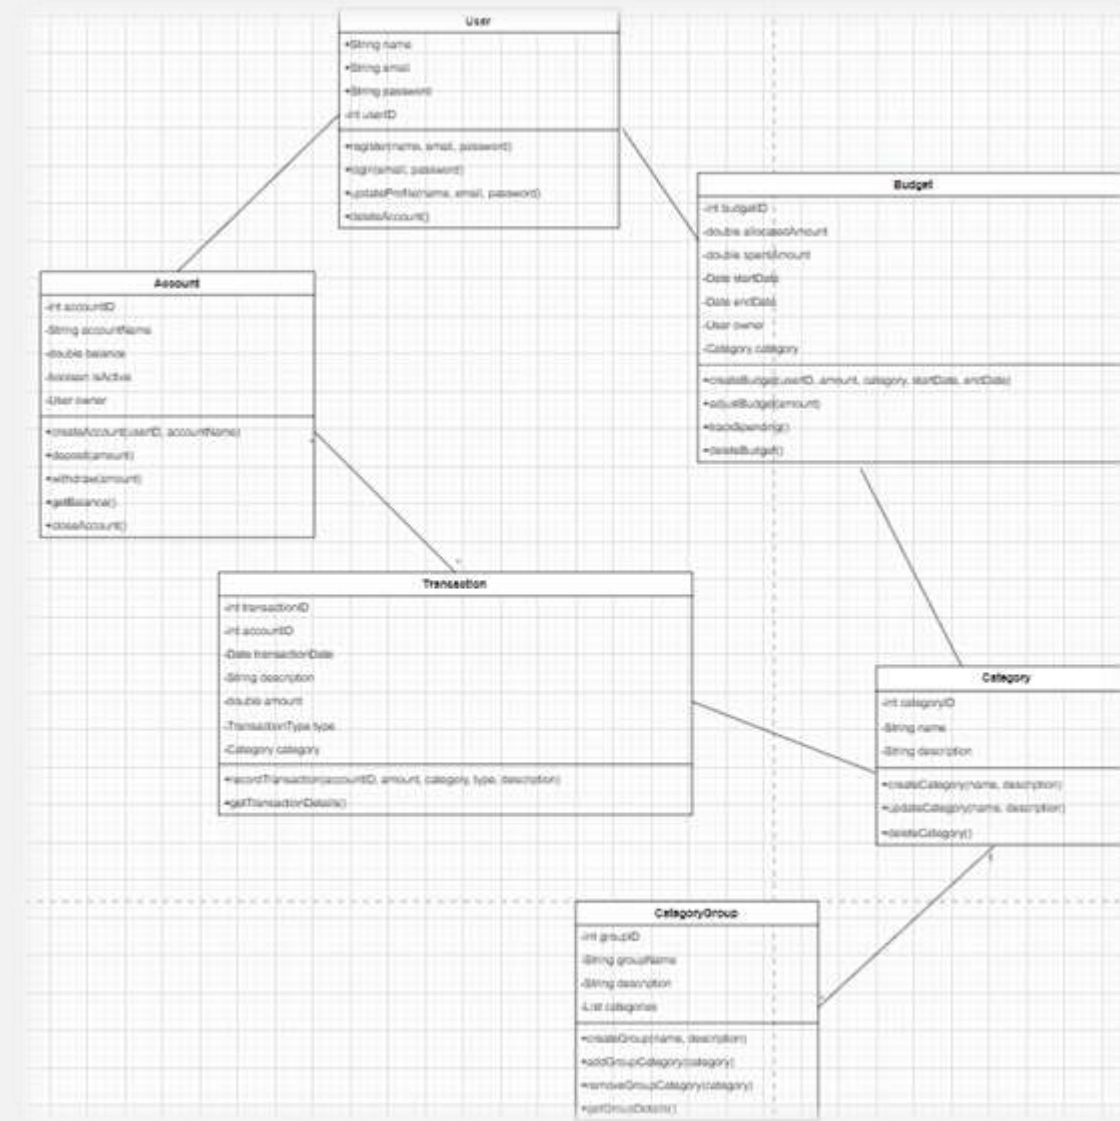 User
+String name
+String email
+String password
-int userID
+register(name, email, password)
+login(email, password)
+updateProfile(name, email, password)
+deleteAccount()
Budget
-int budgetID
-double allocatedAmount
-double spentAmount
-Date startDate
-Date endDate
-User owner
-Category category
+createBudget(userID, amount, category, startDate, endDate)
+adjustBudget(amount)
+trackSpending()
+deleteBudget()
Account
-int accountID
-String accountName
-double balance
-boolean isActive
-User owner
+createAccount(userID, accountName)
+deposit(amount)
+withdraw(amount)
+getBalance()
+closeAccount()
Transaction
-int transactionID
-int accountID
-Date transactionDate
-String description
-double amount
-TransactionType type
-Category category
+recordTransaction(accountID, amount, category, type, description)
+getTransactionDetails()
Category
-int categoryID
-String name
-String description
+createCategory(name, description)
+updateCategory(name, description)
+deleteCategory()
CategoryGroup
-int groupID
-String groupName
-String description
-List categories
+createGroup(name, description)
+addGroupCategory(category)
+removeGroupCategory(category)
+getGroupDetails()